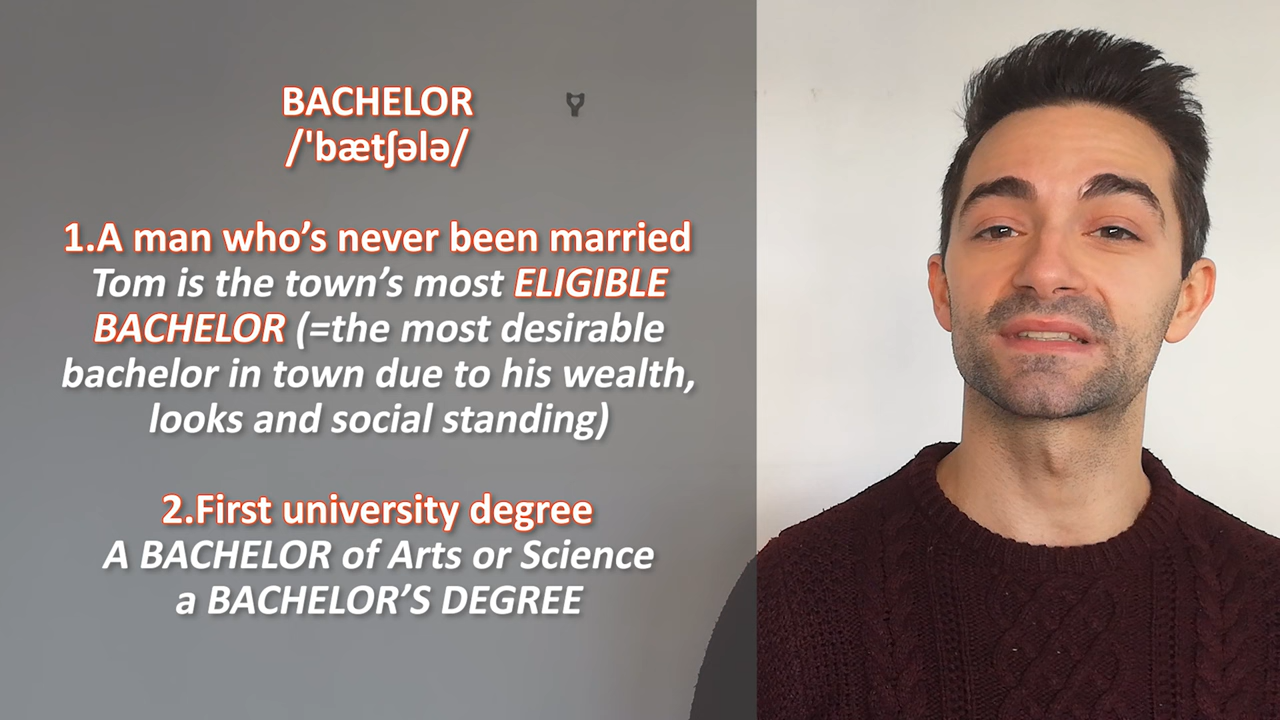 BACHELOR
/'bætʃələ/
1.A man who’s never been married
Tom is the town’s most ELIGIBLE
BACHELOR (=the most desirable
bachelor in town due to his wealth,
looks and social standing)
2.First university degree
A BACHELOR of Arts or Science
a BACHELOR’S DEGREE